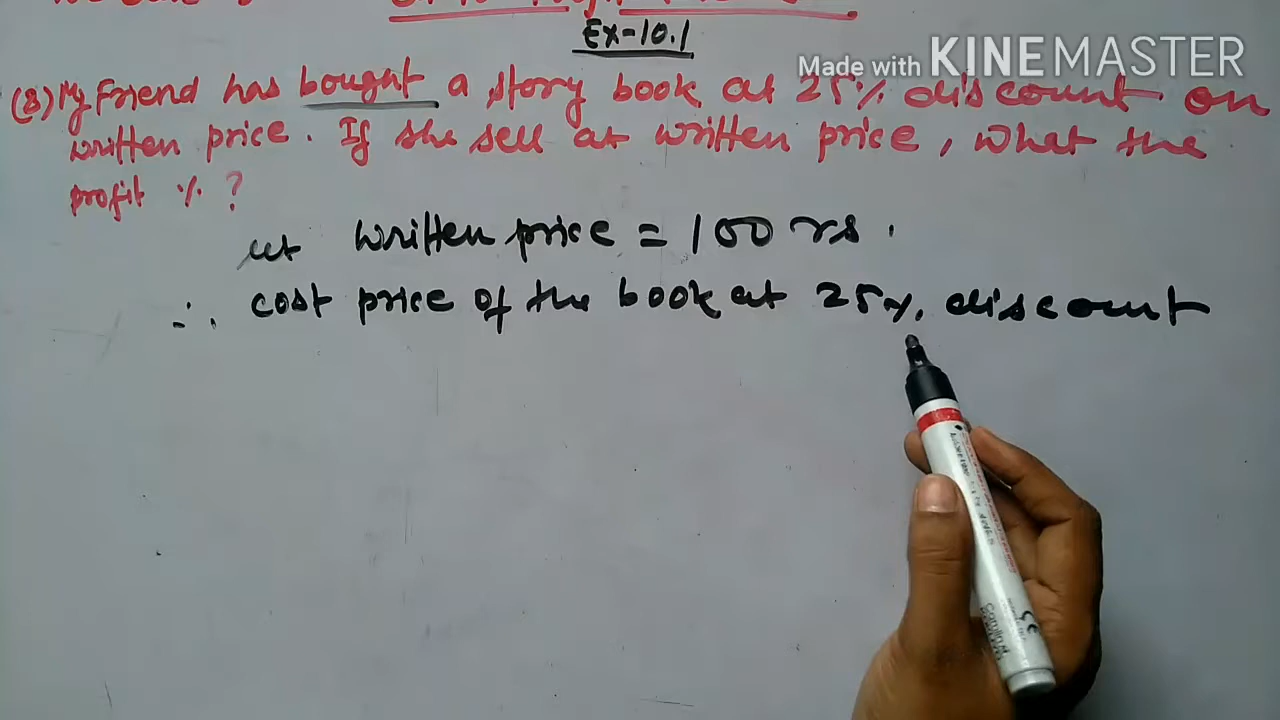 Ex-10.1
Made with KINEMASTER
(8) My Friend has bought a story book at 25% discount on
written price. If she sell at written price, what the
profit % ?
let written price = 100 rs.
∴ cost price of the book at 25% discount